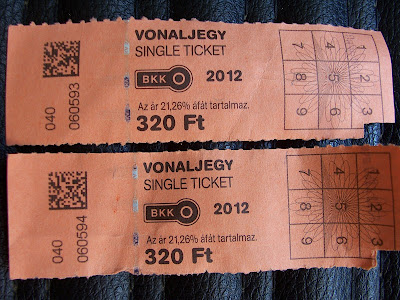 040
060593
VONALJEGY
SINGLE TICKET
BKK 2012
Az ár 21,26% áfát tartalmaz.
320 Ft
1 2 3
4 5 6
7 8 9
040
060594
VONALJEGY
SINGLE TICKET
BKK 2012
Az ár 21,26% áfát tartalmaz.
320 Ft
1 2 3
4 5 6
7 8 9